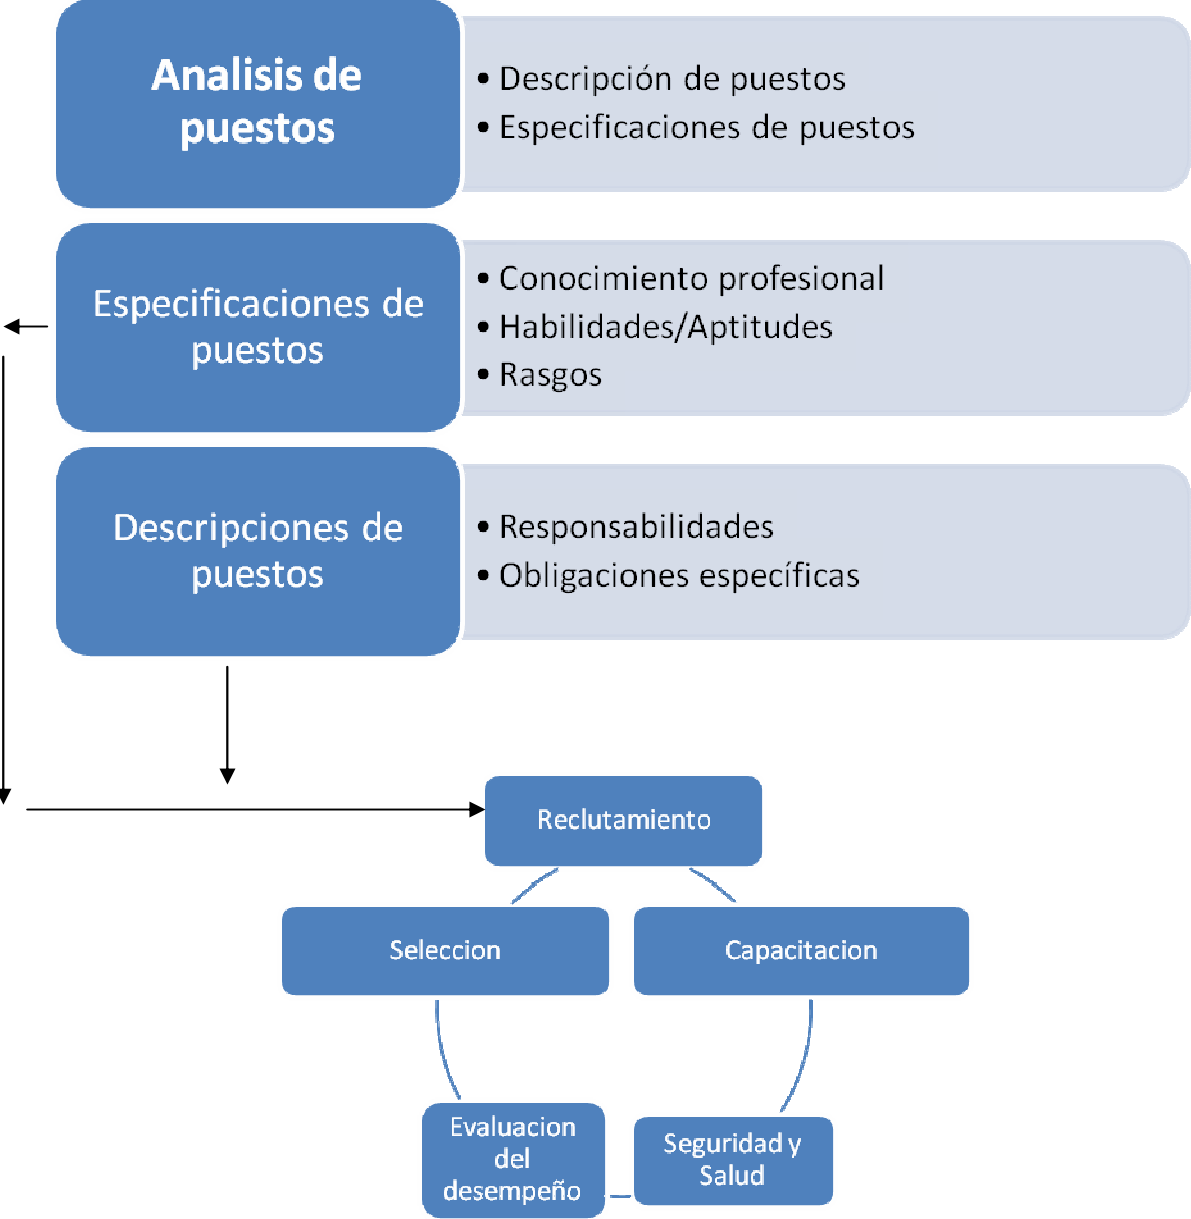 Analisis de
puestos
• Descripción de puestos
• Especificaciones de puestos
Especificaciones de
puestos
• Conocimiento profesional
• Habilidades/Aptitudes
• Rasgos
Descripciones de
puestos
• Responsabilidades
• Obligaciones específicas
Reclutamiento
Seleccion
Capacitacion
Evaluacion
del
desempeño
Seguridad y
Salud